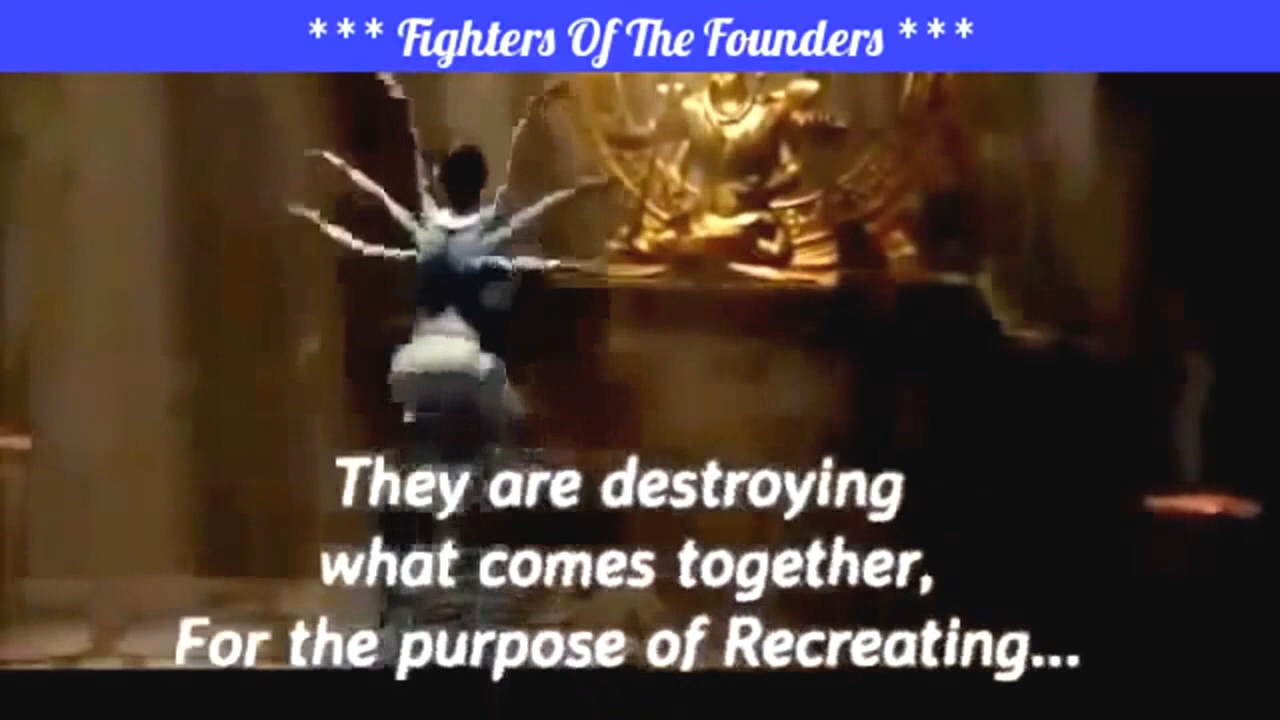 *** Fighters Of The Founders ***
They are destroying
what comes together,
For the purpose of Recreating...